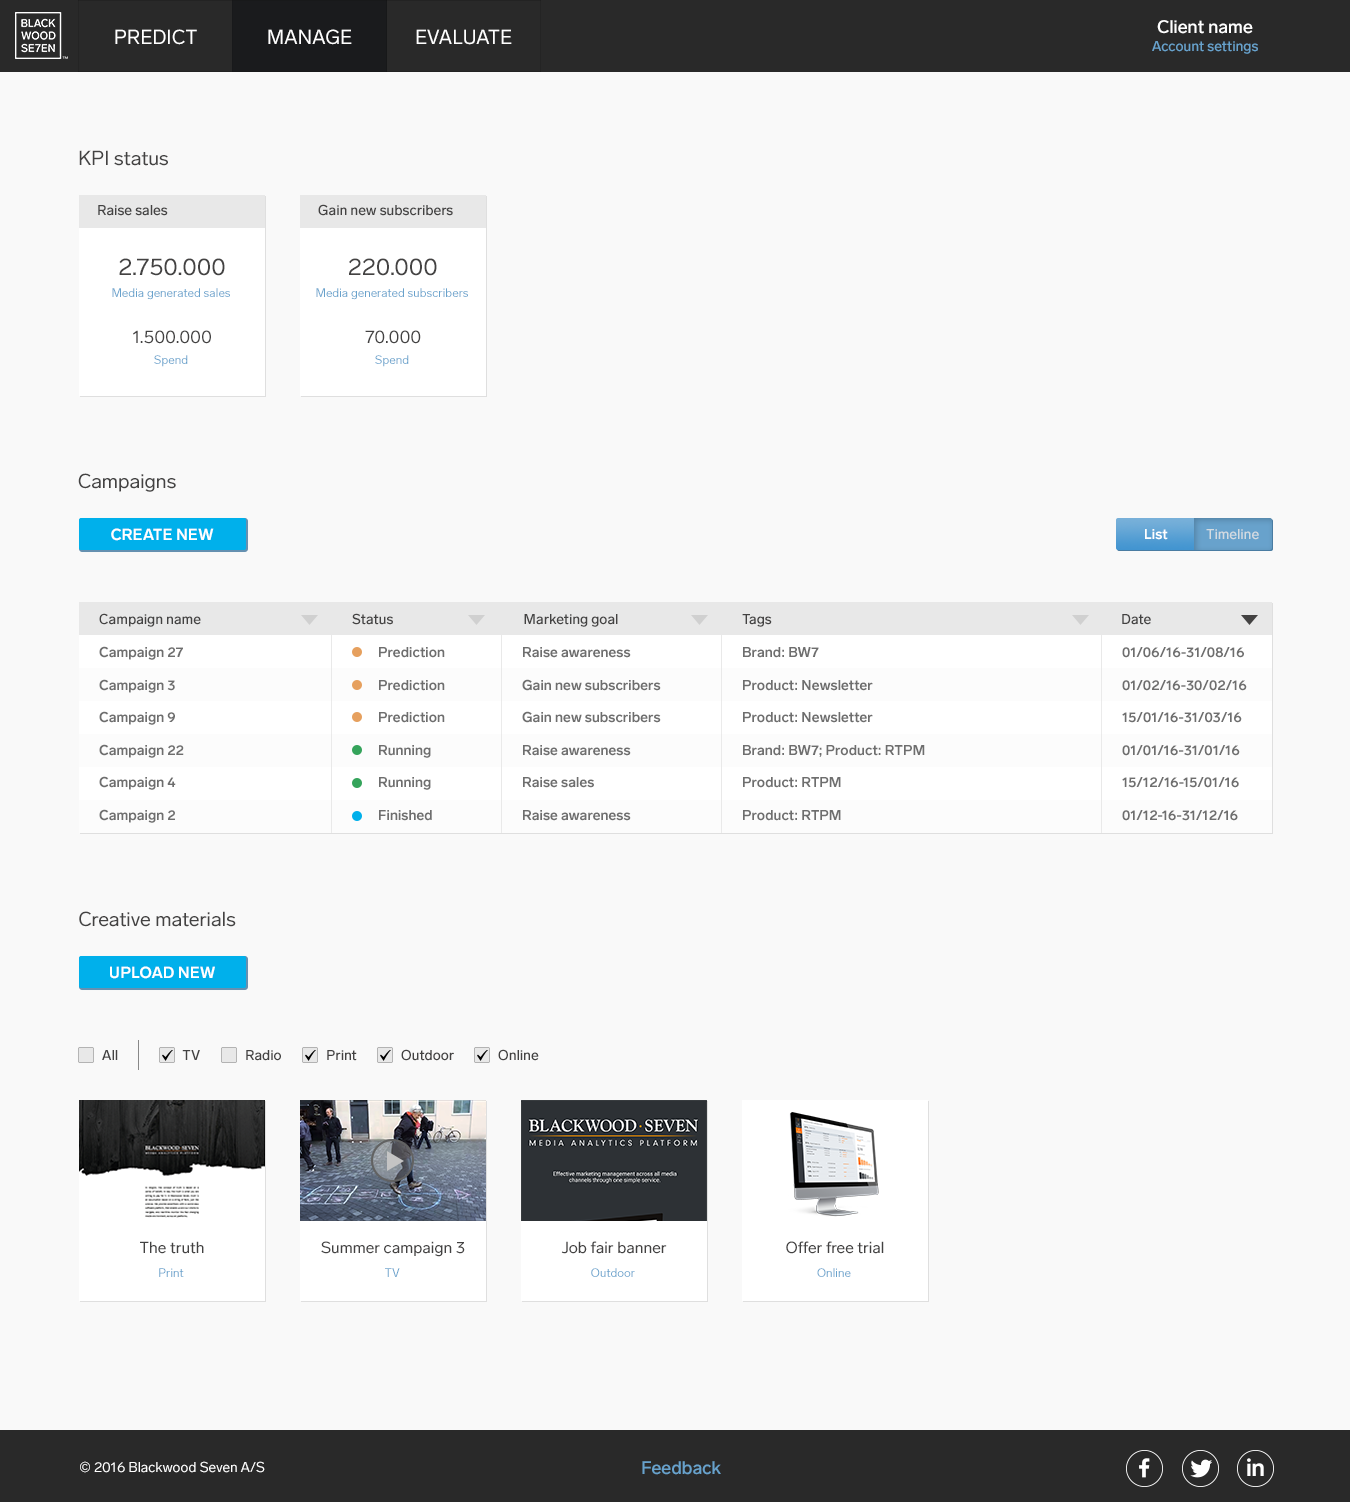 BLACK
WOOD
SE7EN
PREDICT
MANAGE
EVALUATE
Client name
Account settings
KPI status
Raise sales
2.750.000
Media generated sales
1.500.000
Spend
Gain new subscribers
220.000
Media generated subscribers
70.000
Spend
Campaigns
CREATE NEW
List
Timeline
Campaign name Status Marketing goal Tags Date
Campaign 27 Prediction Raise awareness Brand: BW7 01/06/16-31/08/16
Campaign 3 Prediction Gain new subscribers Product: Newsletter 01/02/16-30/02/16
Campaign 9 Prediction Gain new subscribers Product: Newsletter 15/01/16-31/03/16
Campaign 22 Running Raise awareness Brand: BW7; Product: RTPM 01/01/16-31/01/16
Campaign 4 Running Raise sales Product: RTPM 15/12/16-15/01/16
Campaign 2 Finished Raise awareness Product: RTPM 01/12-16-31/12/16
Creative materials
UPLOAD NEW
All TV Radio Print Outdoor Online
BLACKWOOD·SEVEN
MEDIA ANALYTICS PLATFORM
The truth
Print
Summer campaign 3
TV
BLACKWOOD·SEVEN
MEDIA ANALYTICS PLATFORM
Effective marketing management across all media
channels through one simple service.
Job fair banner
Outdoor
Offer free trial
Online
© 2016 Blackwood Seven A/S
Feedback